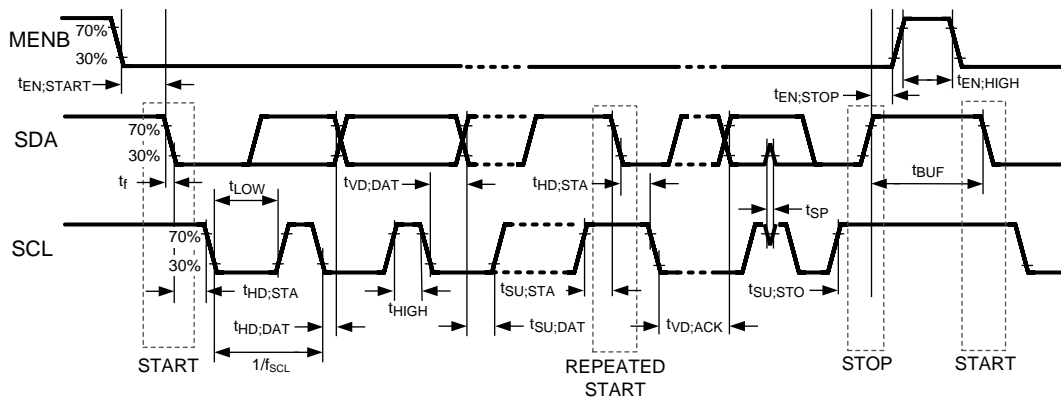 MENB
70%
30%
tEN;START
tEN;STOP
tEN;HIGH
SDA
70%
30%
tf
tLOW
tVD;DAT
tHD;STA
tSP
tBUF
SCL
70%
30%
tHD;STA
tHD;DAT
tHIGH
tSU;STA
tSU;DAT
tVD;ACK
tSU;STO
1/fSCL
START
REPEATED
START
STOP
START